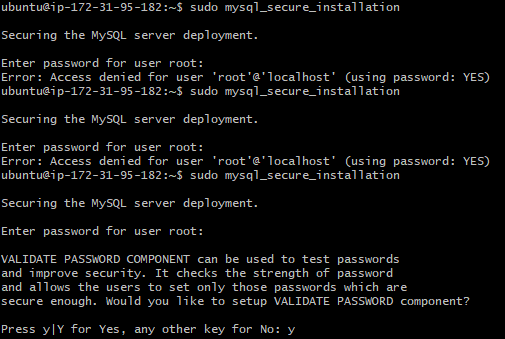 ubuntu@ip-172-31-95-182:~$ sudo mysql_secure_installation
Securing the MySQL server deployment.
Enter password for user root:
Error: Access denied for user 'root'@'localhost' (using password: YES)
ubuntu@ip-172-31-95-182:~$ sudo mysql_secure_installation
Securing the MySQL server deployment.
Enter password for user root:
Error: Access denied for user 'root'@'localhost' (using password: YES)
ubuntu@ip-172-31-95-182:~$ sudo mysql_secure_installation
Securing the MySQL server deployment.
Enter password for user root:
VALIDATE PASSWORD COMPONENT can be used to test passwords
and improve security. It checks the strength of password
and allows the users to set only those passwords which are
secure enough. Would you like to setup VALIDATE PASSWORD component?
Press y|Y for Yes, any other key for No: y